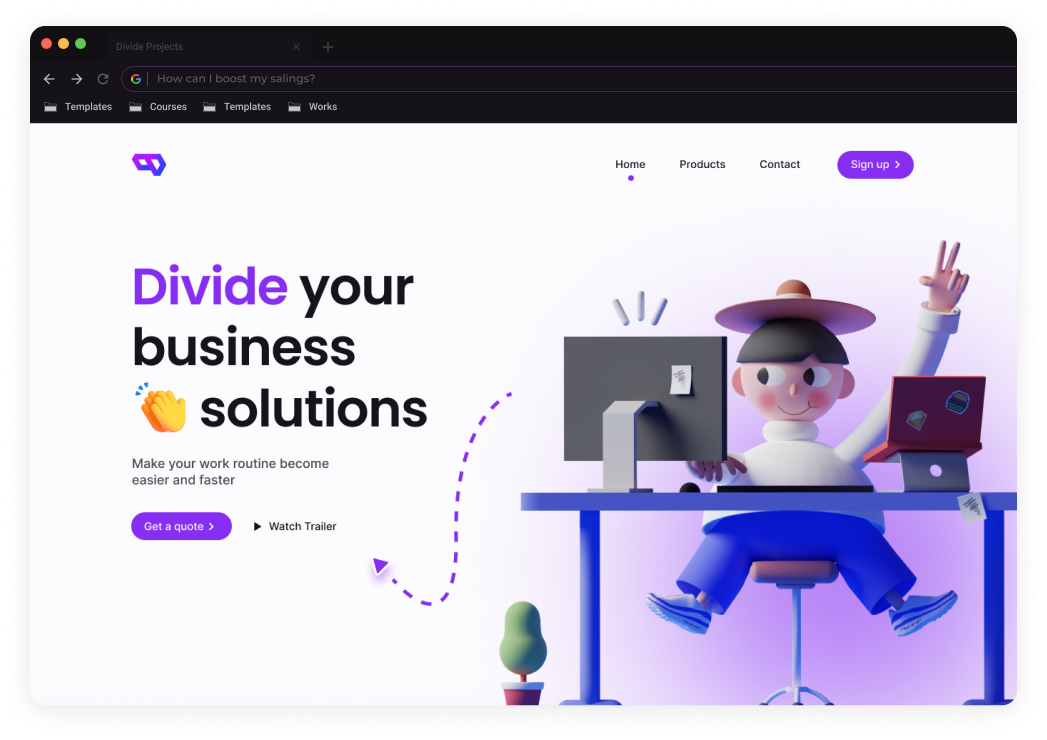 Divide Projects
How can I boost my salings?
Templates
Courses
Templates
Works
Home
Products
Contact
Sign up
Divide your
business
solutions
Make your work routine become
easier and faster
Get a quote
Watch Trailer